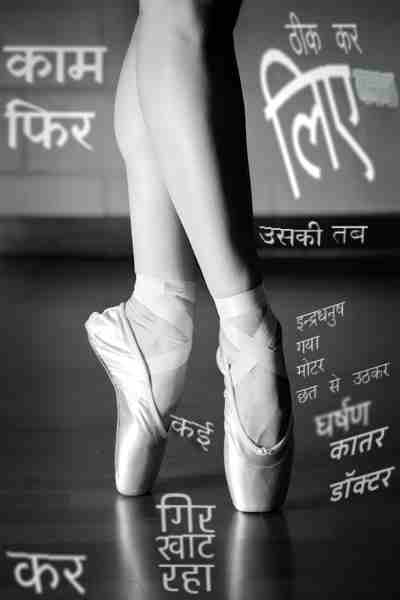 काम
फिर
ठीक कर
लिए
उसकी तब
इन्द्रधनुष
गया
मोटर
छत से उठकर
घर्षण
कातर
डॉक्टर
कई
गिर
खाट
रहा
कर